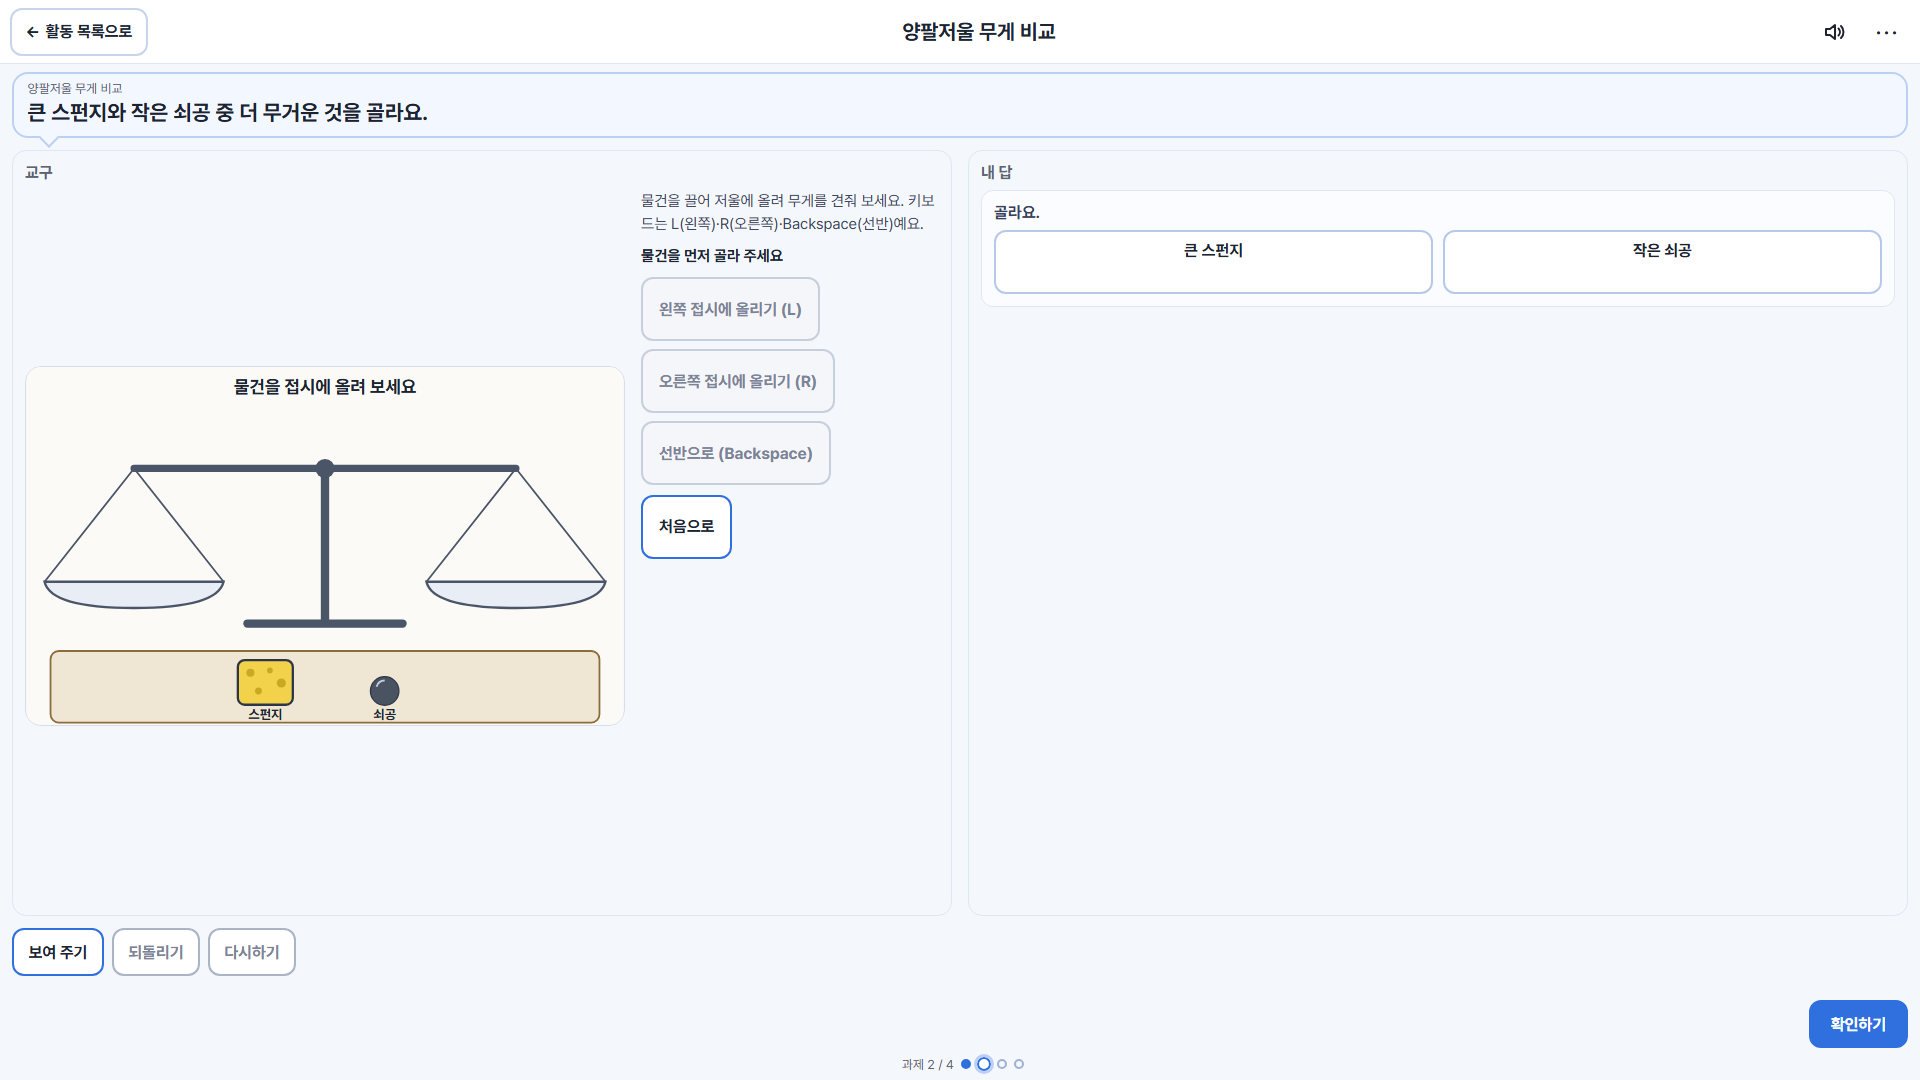 ← 활동 목록으로
양팔저울 무게 비교
양팔저울 무게 비교
큰 스펀지와 작은 쇠공 중 더 무거운 것을 골라요.
교구
물건을 끌어 저울에 올려 무게를 견줘 보세요. 키보
드는 L(왼쪽)·R(오른쪽)·Backspace(선반)예요.
물건을 먼저 골라 주세요
왼쪽 접시에 올리기 (L)
오른쪽 접시에 올리기 (R)
선반으로 (Backspace)
처음으로
물건을 접시에 올려 보세요
스펀지
쇠공
내 답
골라요.
큰 스펀지
작은 쇠공
보여 주기
되돌리기
다시하기
확인하기
과제 2 / 4